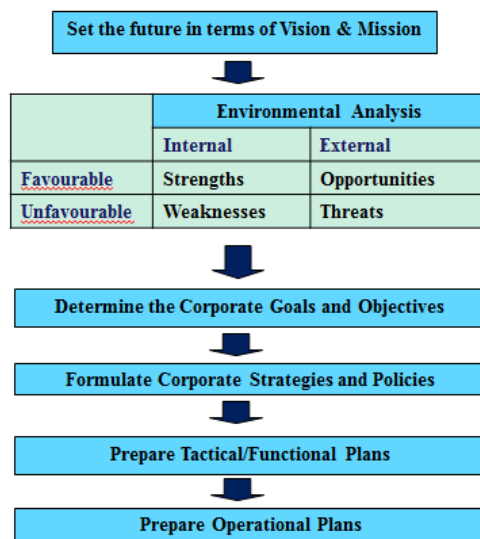 Set the future in terms of Vision & Mission
Environmental Analysis
Internal External
Favourable Strengths Opportunities
Unfavourable Weaknesses Threats
Determine the Corporate Goals and Objectives
Formulate Corporate Strategies and Policies
Prepare Tactical/Functional Plans
Prepare Operational Plans